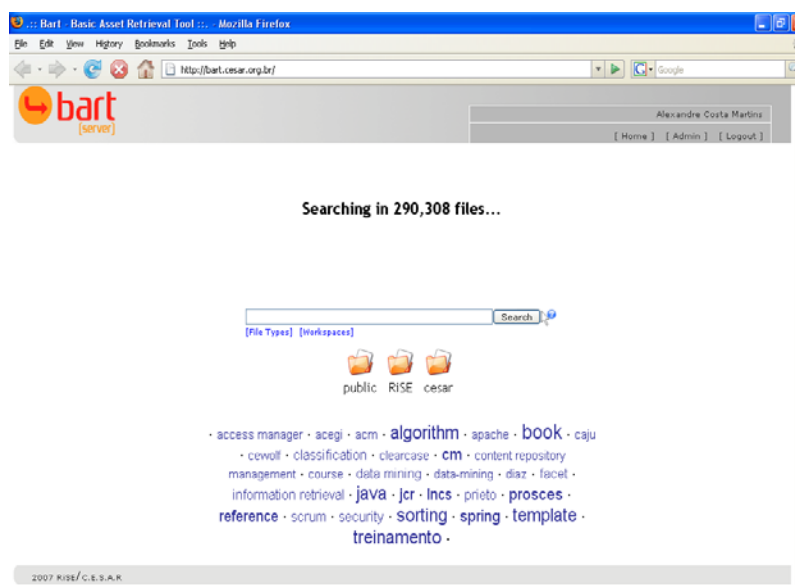 .::: Bart - Basic Asset Retrieval Tool ::. - Mozilla Firefox
File Edit View History Bookmarks Tools Help
http://bart.cesar.org.br/ G Google
bart
[server]
Alexandre Costa Martins
[ Home ] [ Admin ] [ Logout ]
Searching in 290,308 files...
Search
[File Types] [Workspaces]
public RiSE cesar
· access manager · acegi · acm · algorithm · apache · book · caju
· cewolf · classification · clearcase · cm · content repository
management · course · data mining · data-mining · diaz · facet ·
information retrieval · java · jcr · lncs · prieto · prosces ·
reference · scrum · security · sorting · spring · template ·
treinamento ·
2007 RiSE/C.E.S.A.R